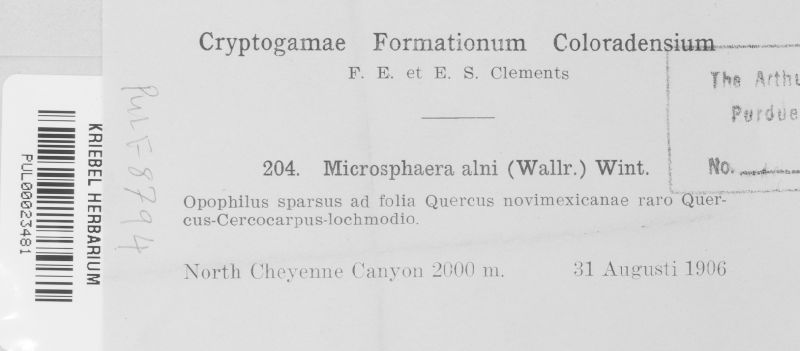 Cryptogamae Formationum Coloradensium
F. E. et E. S. Clements
The Arthu
Purdue
No.
204. Microsphaera alni (Wallr.) Wint.
Opophilus sparsus ad folia Quercus novimexicanae raro Quer-
cus-Cercocarpus-lochmodio.
North Cheyenne Canyon 2000 m. 31 Augusti 1906
KRIEBEL HERBARIUM
PUL00023481
PUL F8794